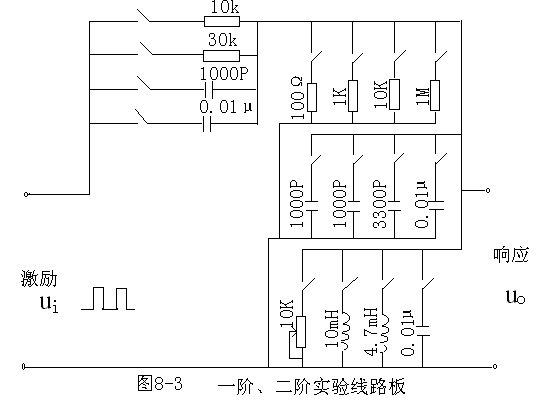 10k
30k
1000P
0.01μ
100Ω
1K
10K
1M
1000P
1000P
3300P
0.01μ
激励
ui
响应
uo
10K
10mH
4.7mH
0.01μ
图8-3 一阶、二阶实验线路板